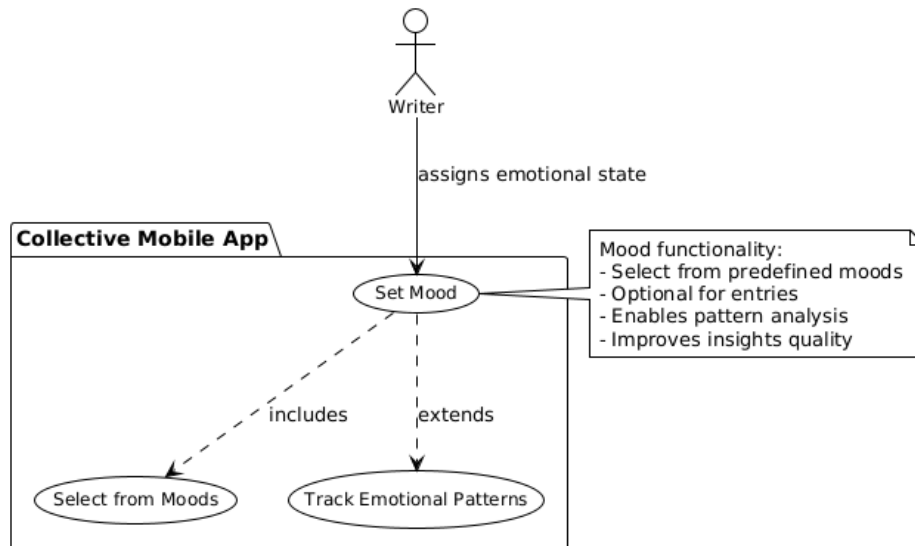 Writer
assigns emotional state
Collective Mobile App
Mood functionality:
- Select from predefined moods
- Optional for entries
- Enables pattern analysis
- Improves insights quality
Set Mood
includes
extends
Select from Moods
Track Emotional Patterns